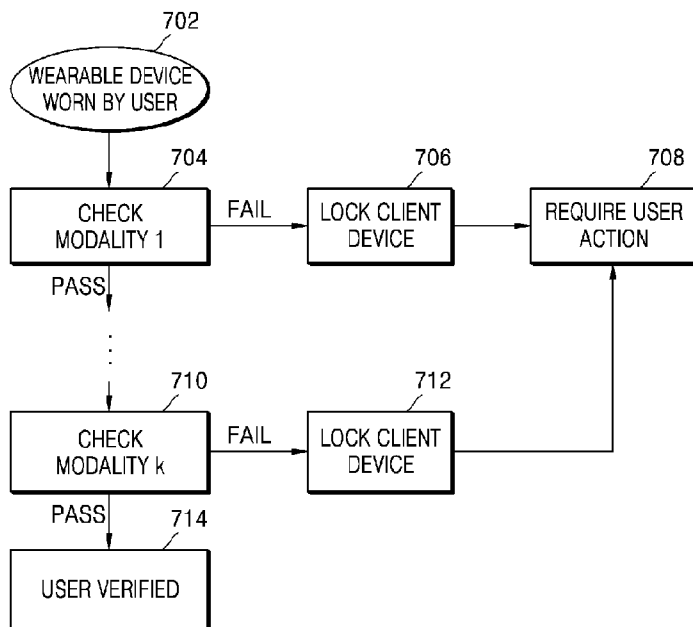 702
WEARABLE DEVICE
WORN BY USER
704
706
708
CHECK
MODALITY 1
FAIL
LOCK CLIENT
DEVICE
REQUIRE USER
ACTION
PASS
710
712
CHECK
MODALITY k
FAIL
LOCK CLIENT
DEVICE
PASS
714
USER VERIFIED